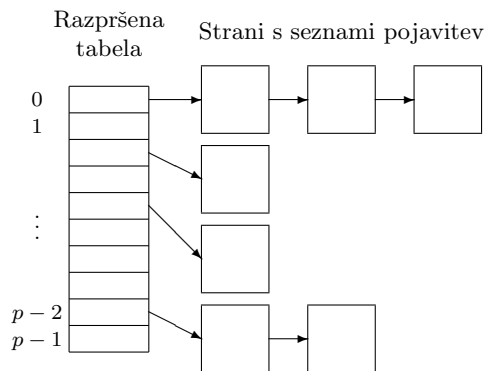 Razpršena
tabela
Strani s seznami pojavitev
0
1
⋮
p − 2
p − 1